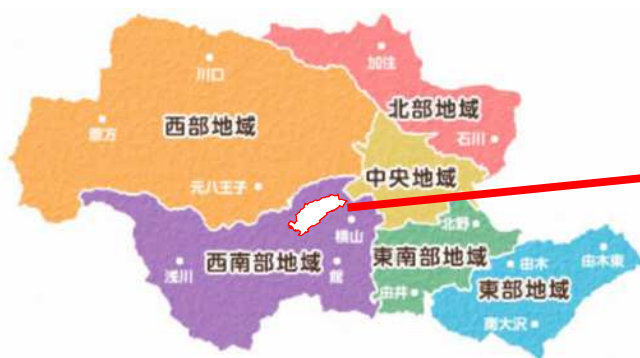 加住
川口
北部地域
恩方
西部地域
石川
中央地域
元八王子
横山
北野
西南部地域
東南部地域
浅川
館
由木
由木東
由井
東部地域
南大沢